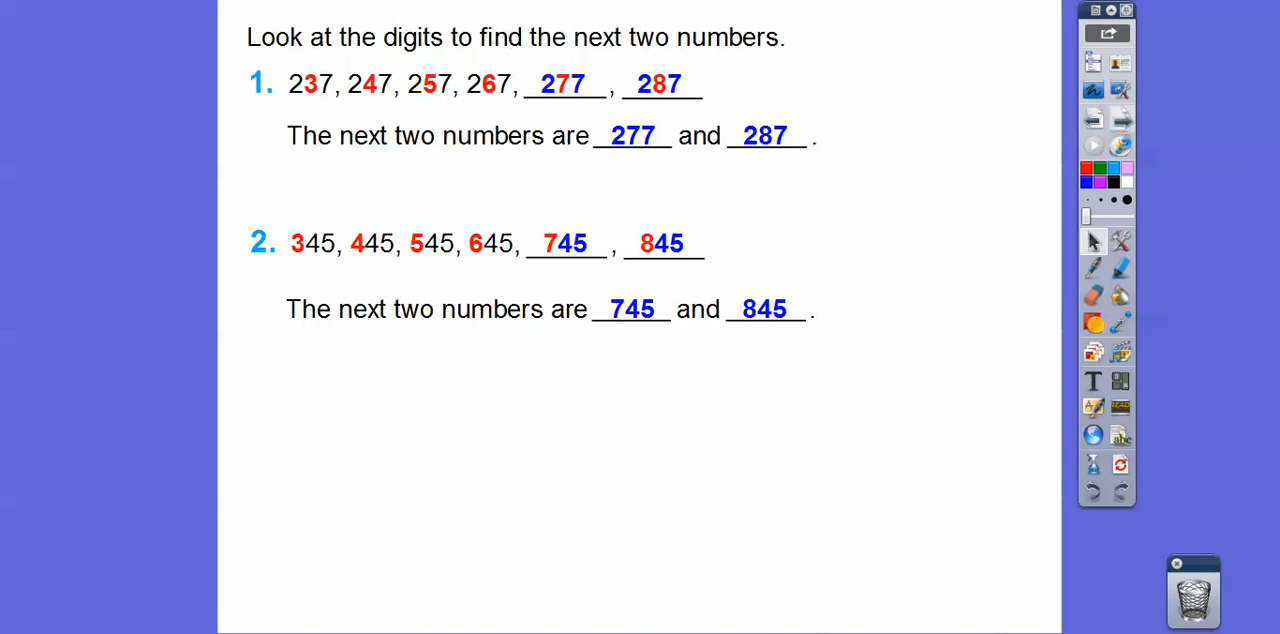 Look at the digits to find the next two numbers.
1. 237, 247, 257, 267, 277, 287
The next two numbers are 277 and 287.
2. 345, 445, 545, 645, 745, 845
The next two numbers are 745 and 845.